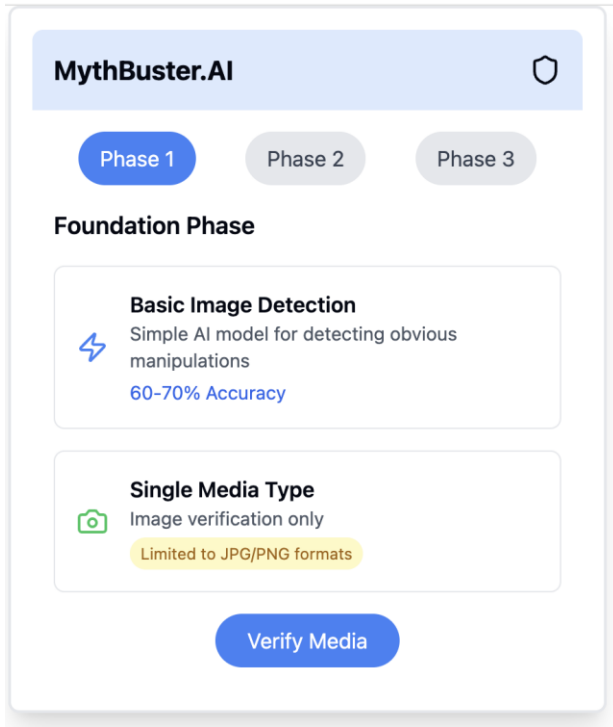 MythBuster.AI
Phase 1
Phase 2
Phase 3
Foundation Phase
Basic Image Detection
Simple AI model for detecting obvious
manipulations
60-70% Accuracy
Single Media Type
Image verification only
Limited to JPG/PNG formats
Verify Media